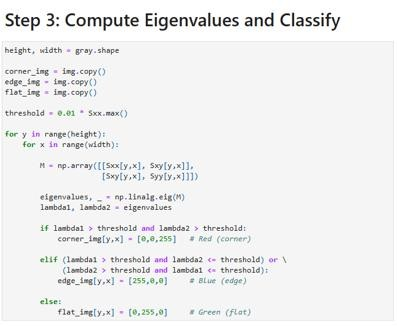 Step 3: Compute Eigenvalues and Classify
height, width = gray.shape
corner_img = img.copy()
edge_img = img.copy()
flat_img = img.copy()
threshold = 0.01 * Sxx.max()
for y in range(height):
    for x in range(width):
        M = np.array([[Sxx[y,x], Sxy[y,x]],
                      [Sxy[y,x], Syy[y,x]]])
        eigenvalues, _ = np.linalg.eig(M)
        lambda1, lambda2 = eigenvalues
        if lambda1 > threshold and lambda2 > threshold:
            corner_img[y,x] = [0,0,255]   # Red (corner)
        elif (lambda1 > threshold and lambda2 <= threshold) or \
             (lambda2 > threshold and lambda1 <= threshold):
            edge_img[y,x] = [255,0,0]     # Blue (edge)
        else:
            flat_img[y,x] = [0,255,0]     # Green (flat)